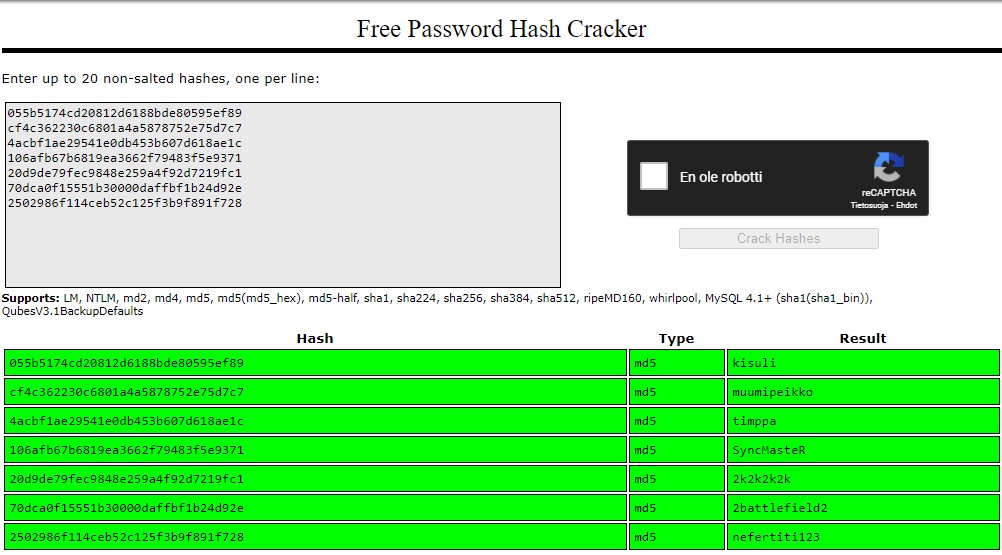 Free Password Hash Cracker
Enter up to 20 non-salted hashes, one per line:
055b5174cd20812d6188bde80595ef89
cf4c362230c6801a4a5878752e75d7c7
4acbf1ae29541e0db453b607d618ae1c
106afb67b6819ea3662f79483f5e9371
20d9de79fec9848e259a4f92d7219fc1
70dca0f15551b30000daffbf1b24d92e
2502986f114ceb52c125f3b9f891f728
En ole robotti
reCAPTCHA
Tietosuoja - Ehdot
Crack Hashes
Supports: LM, NTLM, md2, md4, md5, md5(md5_hex), md5-half, sha1, sha224, sha256, sha384, sha512, ripeMD160, whirlpool, MySQL 4.1+ (sha1(sha1_bin)),
QubesV3.1BackupDefaults
Hash Type Result
055b5174cd20812d6188bde80595ef89 md5 kisuli
cf4c362230c6801a4a5878752e75d7c7 md5 muumipeikko
4acbf1ae29541e0db453b607d618ae1c md5 timppa
106afb67b6819ea3662f79483f5e9371 md5 SyncMasteR
20d9de79fec9848e259a4f92d7219fc1 md5 2k2k2k2k
70dca0f15551b30000daffbf1b24d92e md5 2battlefield2
2502986f114ceb52c125f3b9f891f728 md5 nefertiti123